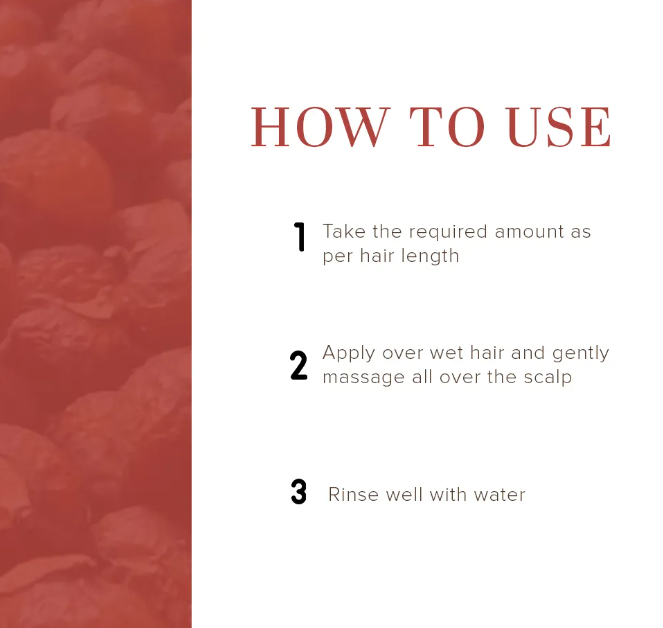 HOW TO USE
1 Take the required amount as
per hair length
2 Apply over wet hair and gently
massage all over the scalp
3 Rinse well with water